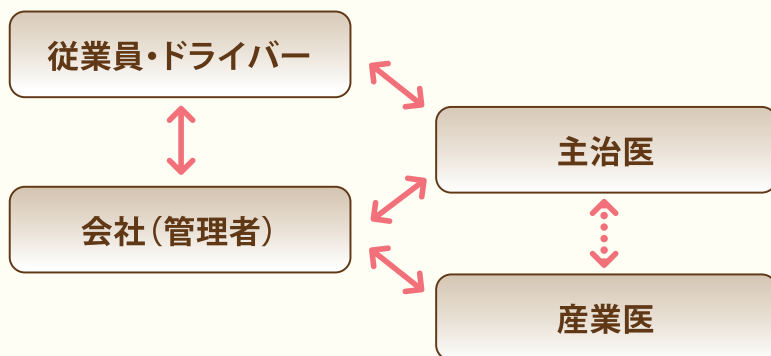 従業員・ドライバー
主治医
会社（管理者）
産業医